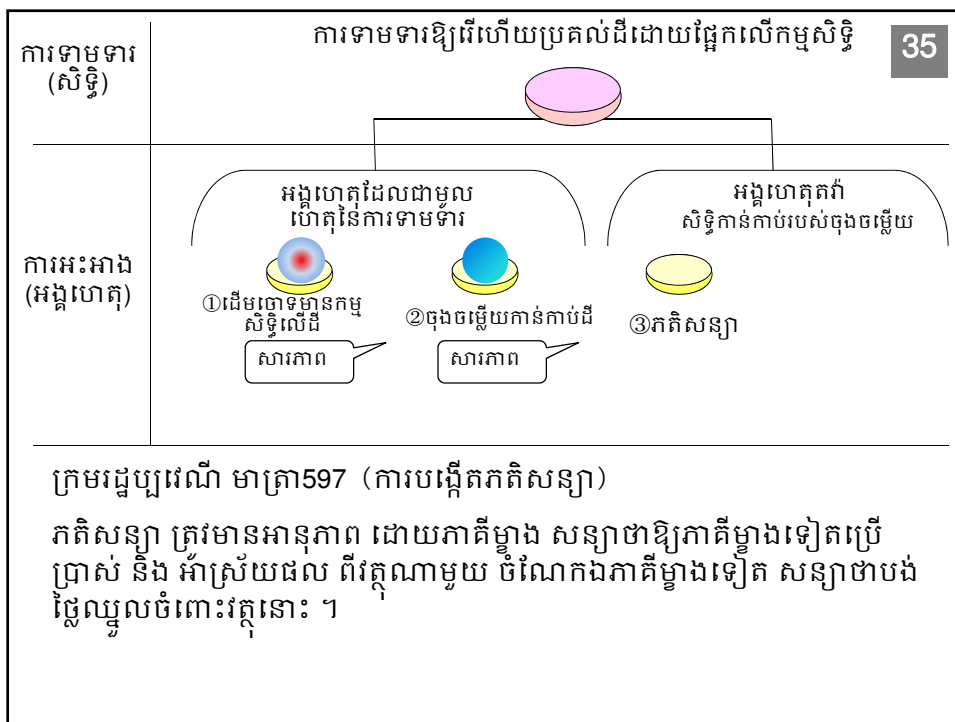 ការទាមទារឱ្យរើហើយប្រគល់ដីដោយផ្អែកលើកម្មសិទ្ធិ
35
ការទាមទារ
(សិទ្ធិ)
អង្គហេតុដែលជាមូល
ហេតុនៃការទាមទារ
អង្គហេតុតវ៉ា
សិទ្ធិកាន់កាប់របស់ចុងចម្លើយ
ការអះអាង
(អង្គហេតុ)
①ដើមចោទមានកម្ម
សិទ្ធិលើដី
②ចុងចម្លើយកាន់កាប់ដី
③ភតិសន្យា
សារភាព
សារភាព
ក្រមរដ្ឋប្បវេណី មាត្រា597 (ការបង្កើតភតិសន្យា)
ភតិសន្យា ត្រូវមានអានុភាព ដោយភាគីម្ខាង សន្យាថាឱ្យភាគីម្ខាងទៀតប្រើ
ប្រាស់ និង អាស្រ័យផល ពីវត្ថុណាមួយ ចំណែកឯភាគីម្ខាងទៀត សន្យាថាបង់
ថ្លៃឈ្នួលចំពោះវត្ថុនោះ ។